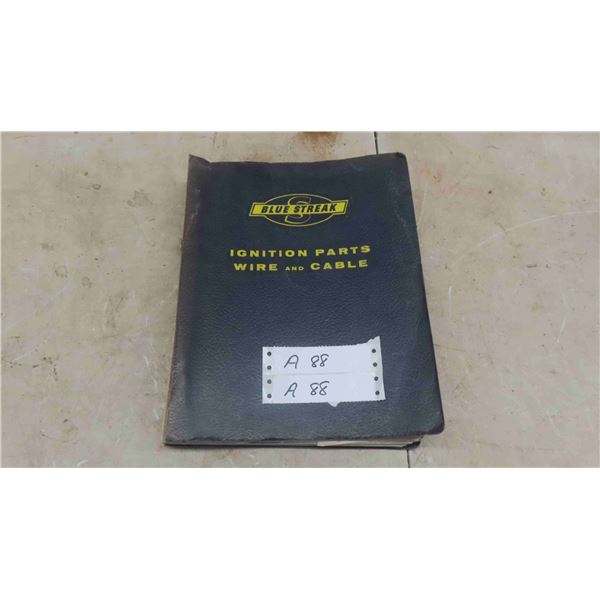 S
BLUE STREAK
IGNITION PARTS
WIRE AND CABLE
A 88
A 88